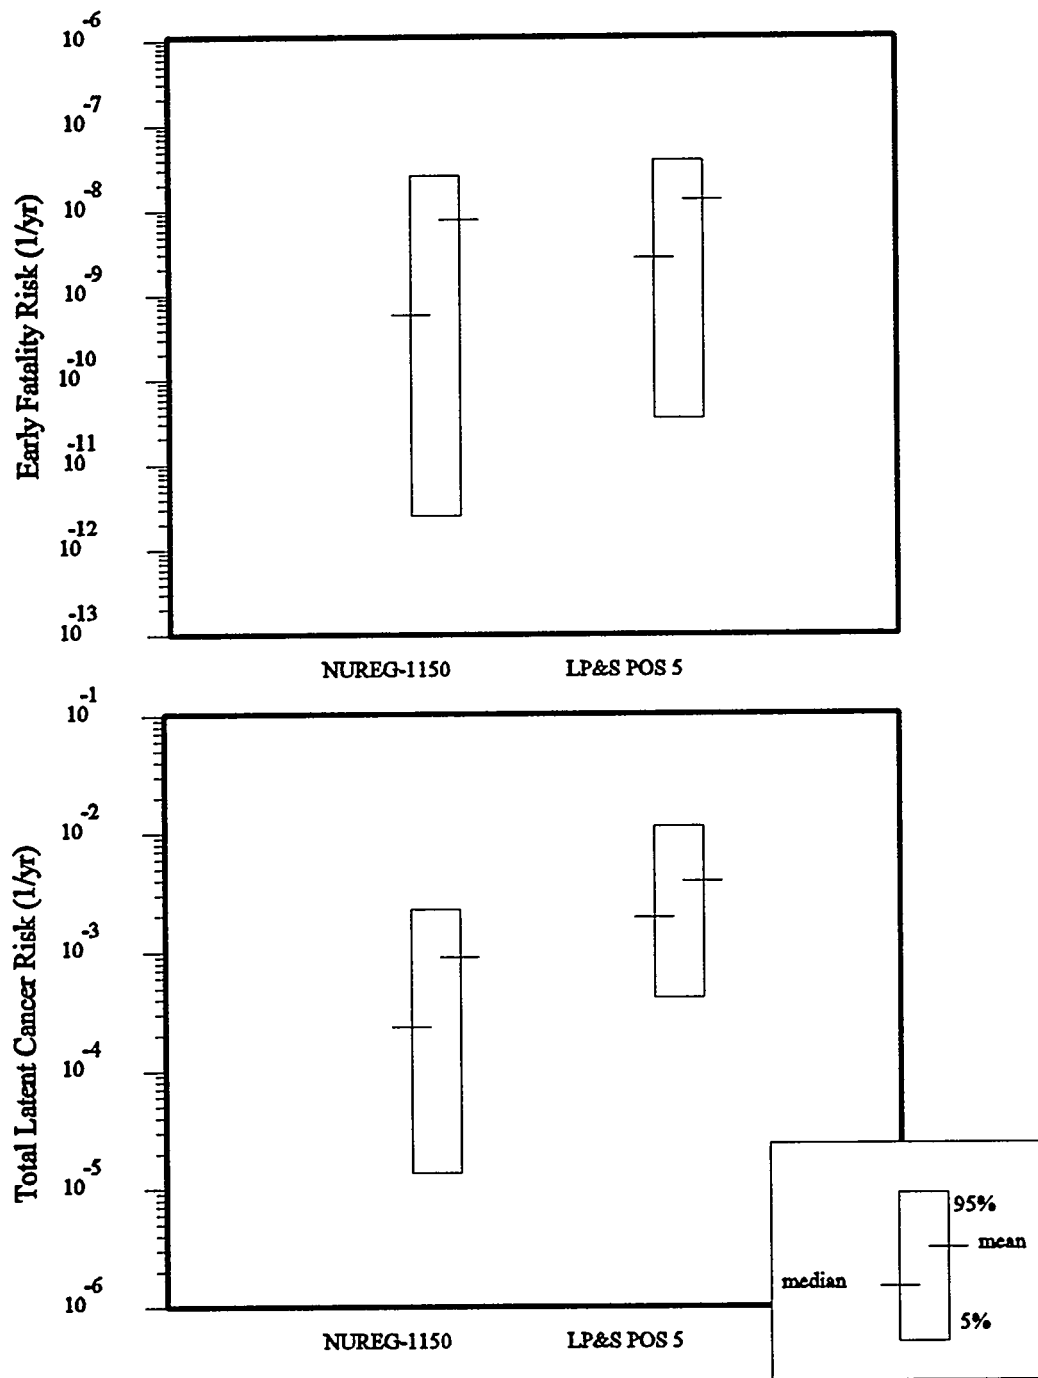 10^-6
10^-7
10^-8
10^-9
10^-10
10^-11
10^-12
10^-13
Early Fatality Risk (1/yr)
NUREG-1150 LP&S POS 5
10^-1
10^-2
10^-3
10^-4
10^-5
10^-6
Total Latent Cancer Risk (1/yr)
NUREG-1150 LP&S POS 5
95%
mean
median
5%